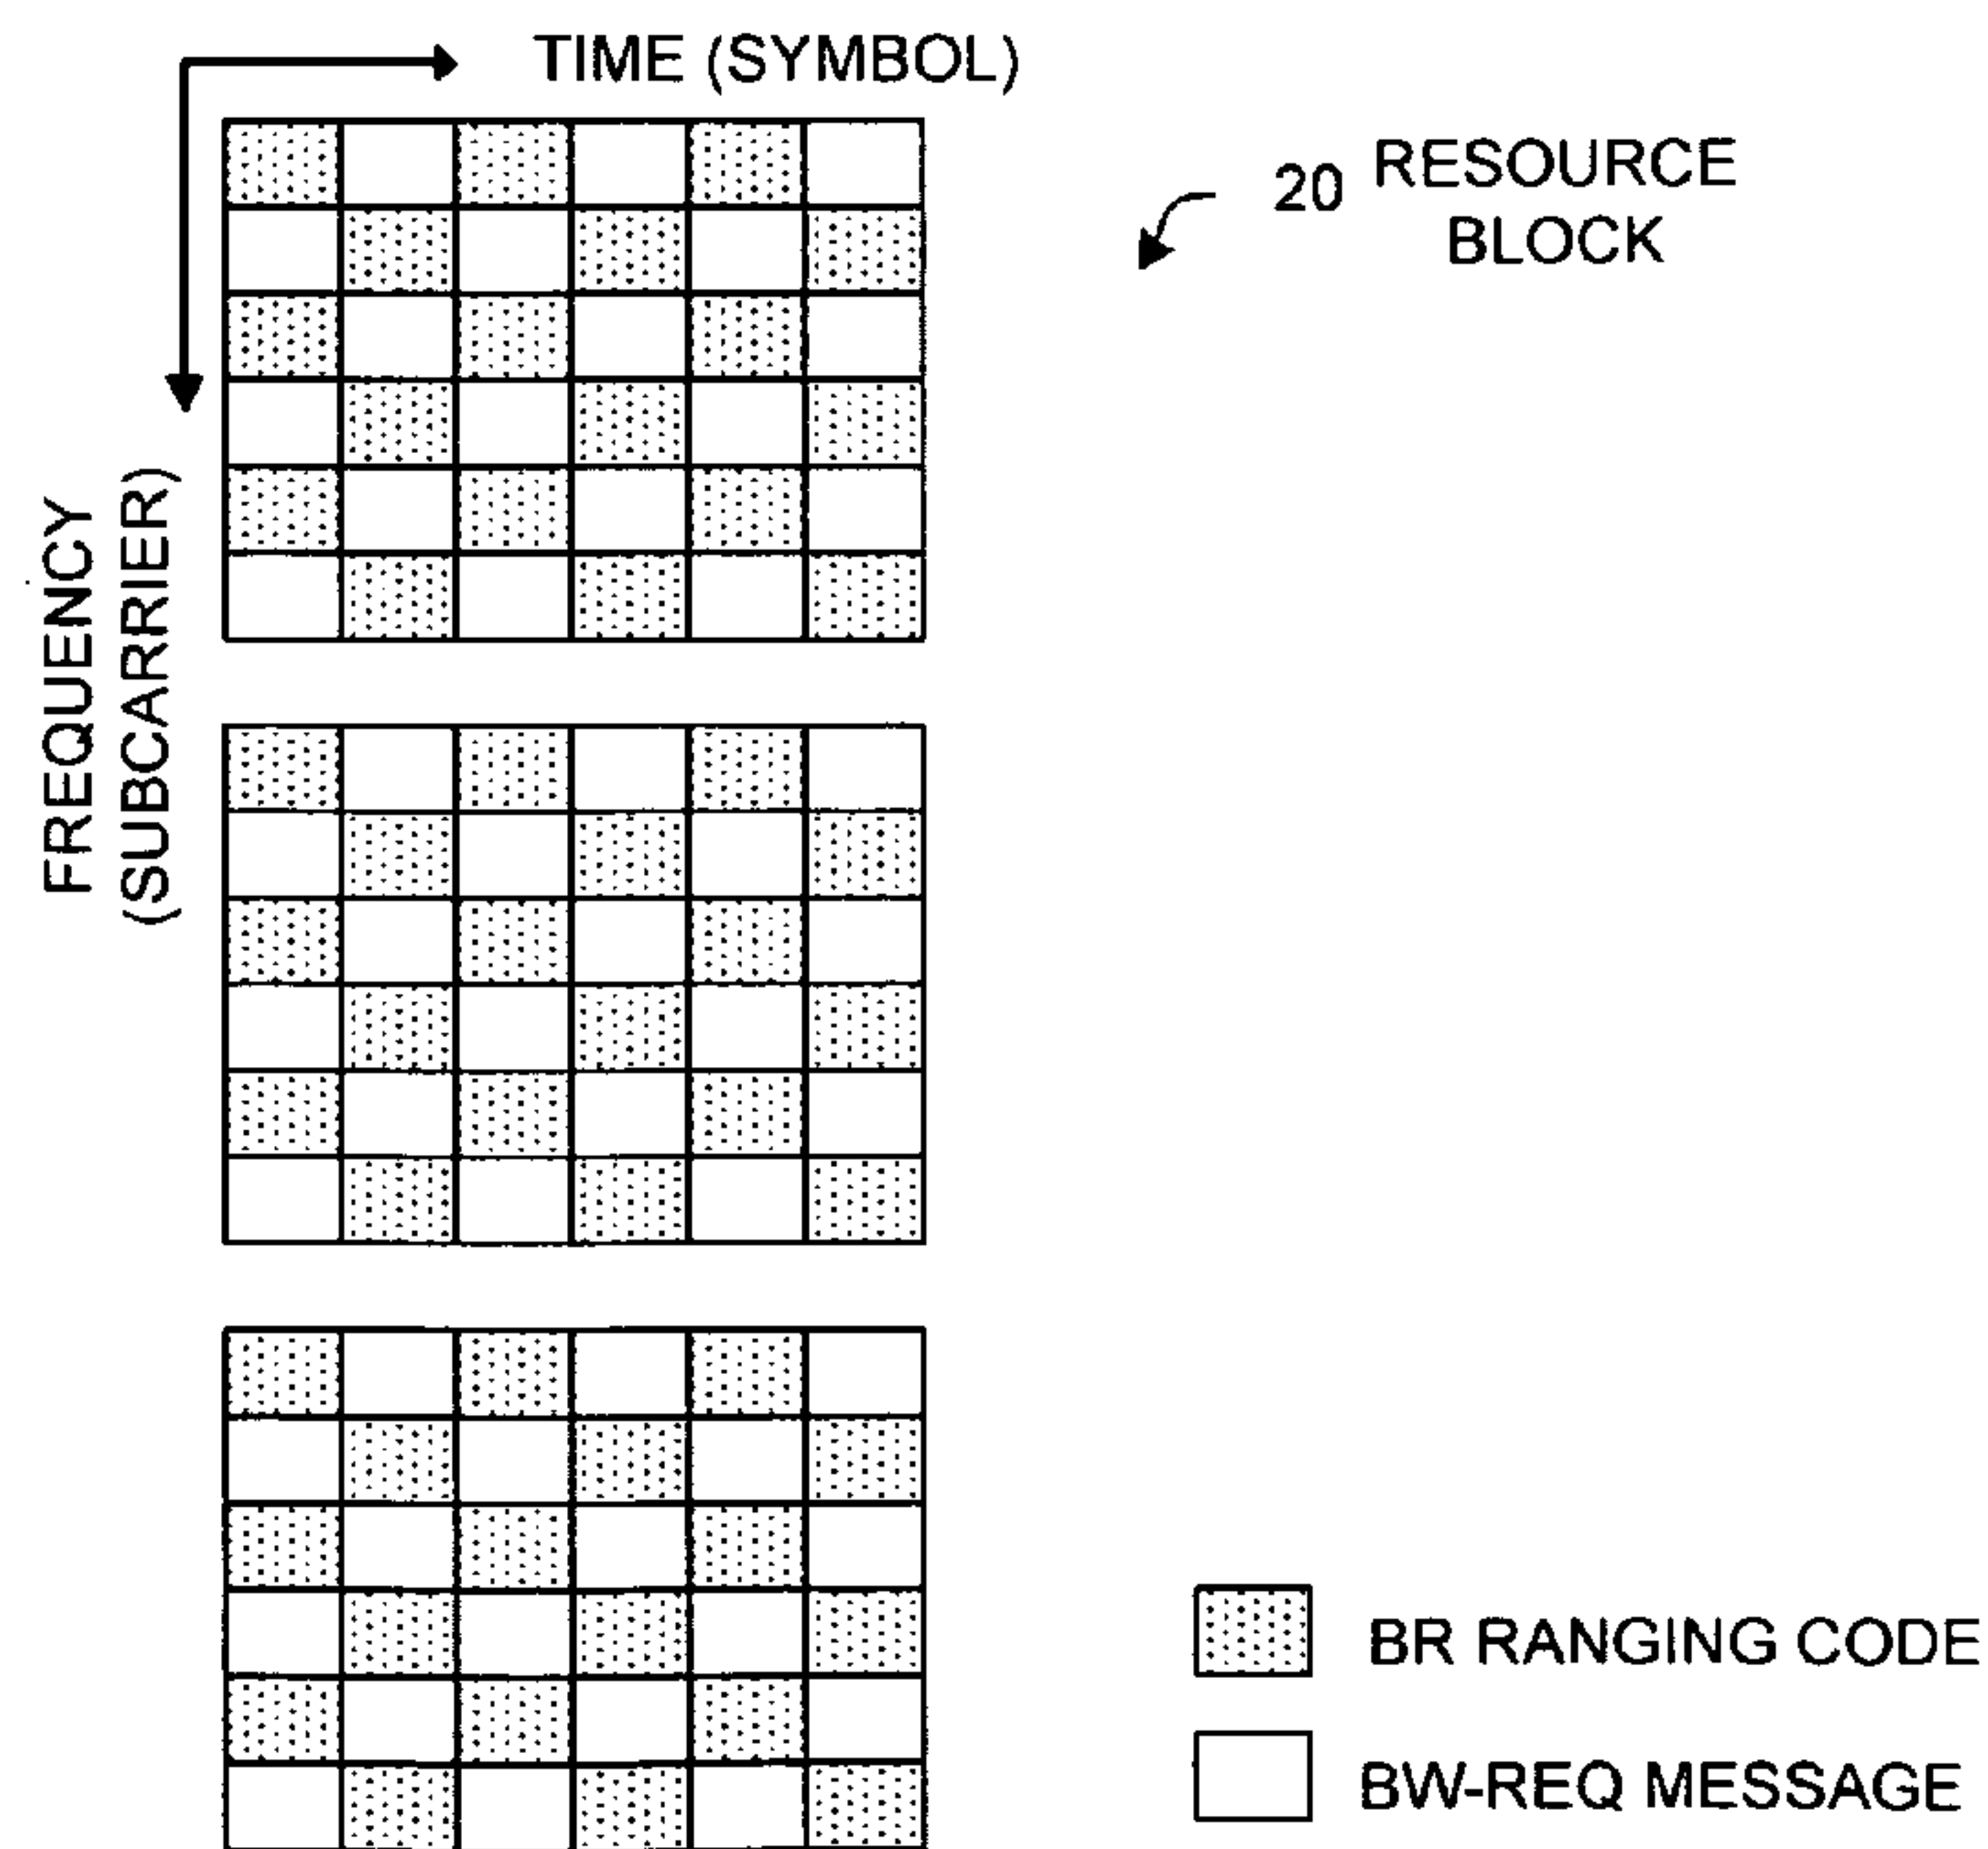 TIME (SYMBOL)
20 RESOURCE
BLOCK
FREQUENCY
(SUBCARRIER)
BR RANGING CODE
BW-REQ MESSAGE